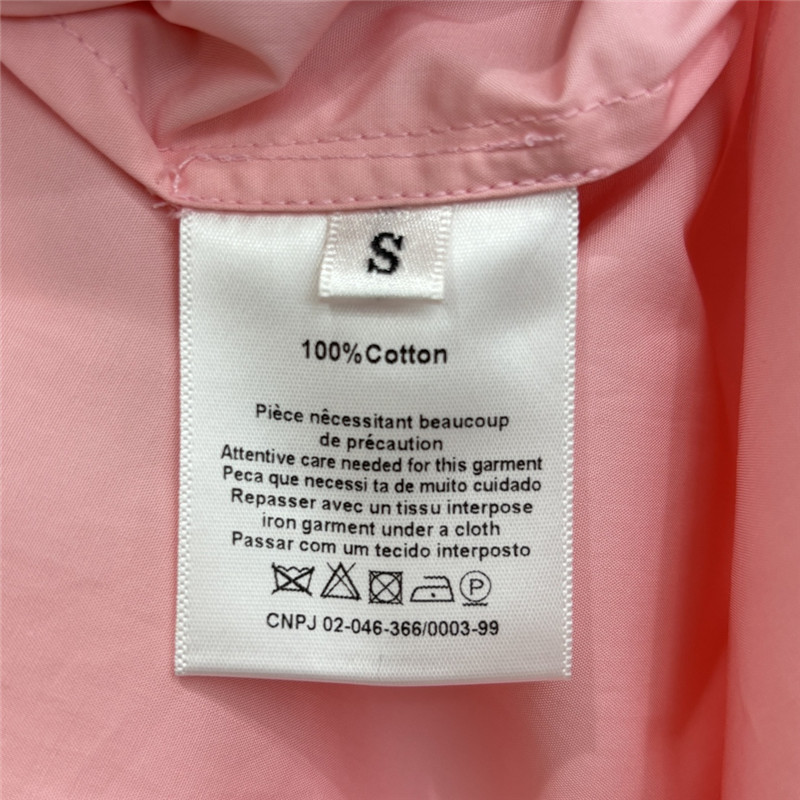 S
100%Cotton
Pièce nêcessitant beaucoup
de précaution
Attentive care needed for this garment
Peca que necessi ta de muito cuidado
Repasser avec un tissu interpose
iron garment under a cloth
Passar com um tecido interposto
P
CNPJ 02-046-366/0003-99